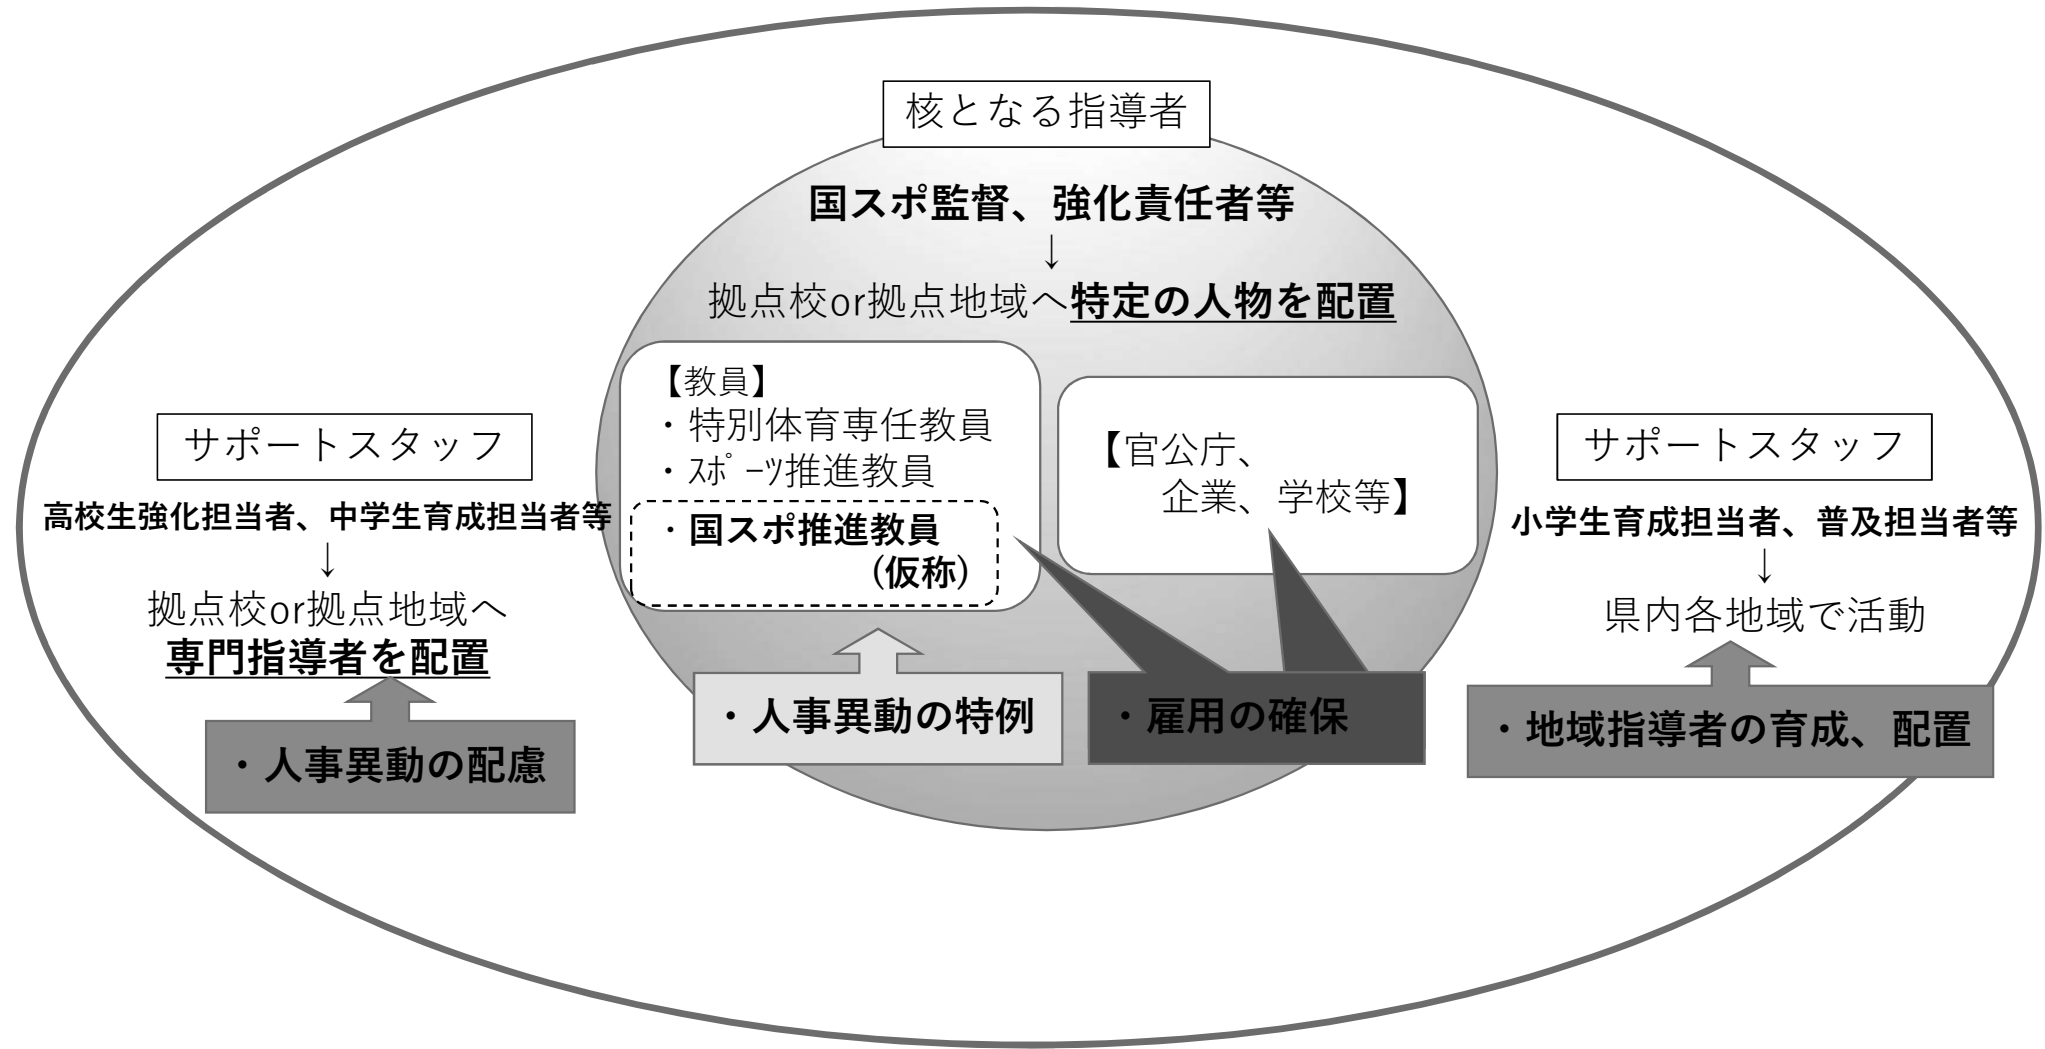 核となる指導者
国スポ監督、強化責任者等
↓
拠点校or拠点地域へ特定の人物を配置
【教員】
・特別体育専任教員
・ｽﾎﾟｰﾂ推進教員
・国スポ推進教員
(仮称)
【官公庁、
企業、学校等】
・人事異動の特例
・雇用の確保
サポートスタッフ
高校生強化担当者、中学生育成担当者等
↓
拠点校or拠点地域へ
専門指導者を配置
・人事異動の配慮
サポートスタッフ
小学生育成担当者、普及担当者等
↓
県内各地域で活動
・地域指導者の育成、配置